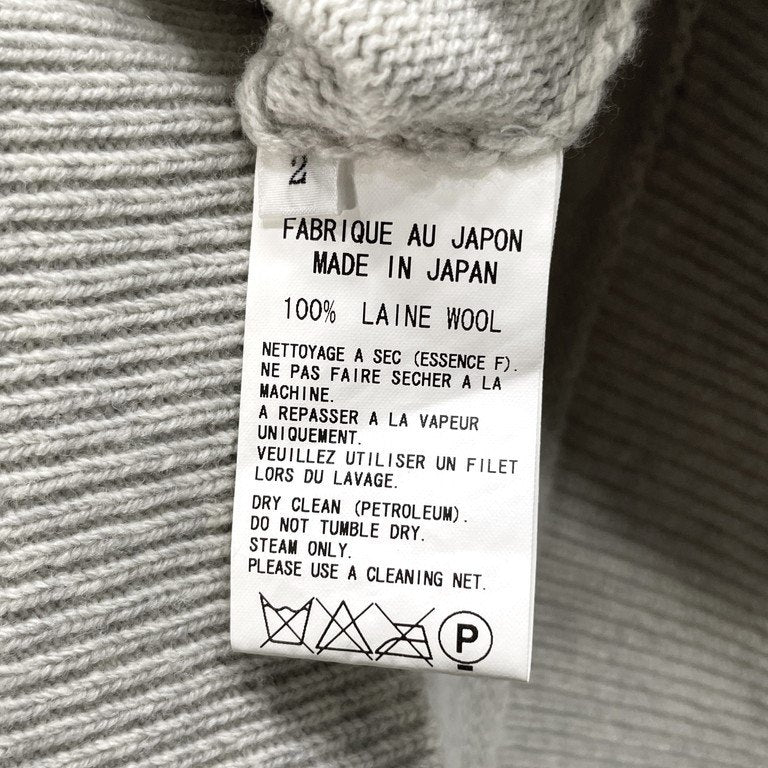 2
FABRIQUE AU JAPON
MADE IN JAPAN
100% LAINE WOOL
NETTOYAGE A SEC (ESSENCE F).
NE PAS FAIRE SECHER A LA
MACHINE.
A REPASSER A LA VAPEUR
UNIQUEMENT.
VEUILLEZ UTILISER UN FILET
LORS DU LAVAGE.
DRY CLEAN (PETROLEUM).
DO NOT TUMBLE DRY.
STEAM ONLY.
PLEASE USE A CLEANING NET.
P